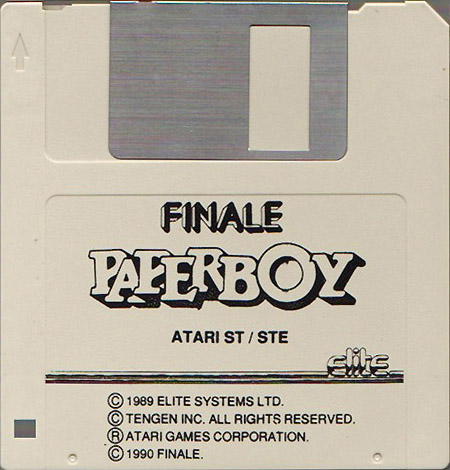 FINALE
PAPERBOY
ATARI ST / STE
elite
© 1989 ELITE SYSTEMS LTD.
© TENGEN INC. ALL RIGHTS RESERVED.
® ATARI GAMES CORPORATION.
© 1990 FINALE.